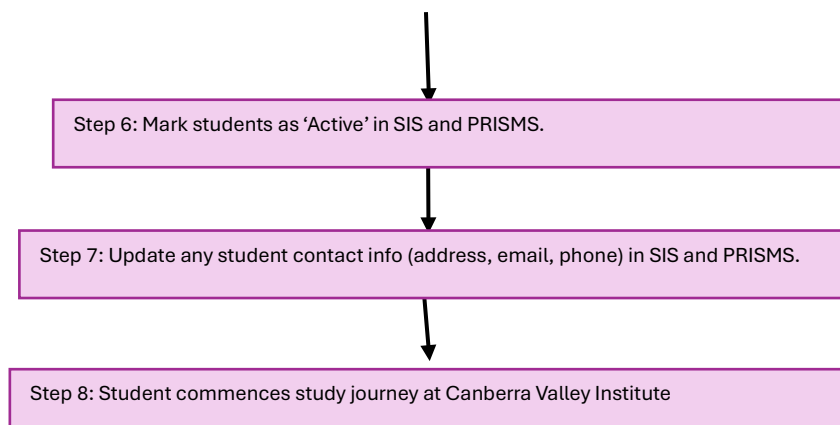 Step 6: Mark students as ‘Active’ in SIS and PRISMS.
Step 7: Update any student contact info (address, email, phone) in SIS and PRISMS.
Step 8: Student commences study journey at Canberra Valley Institute